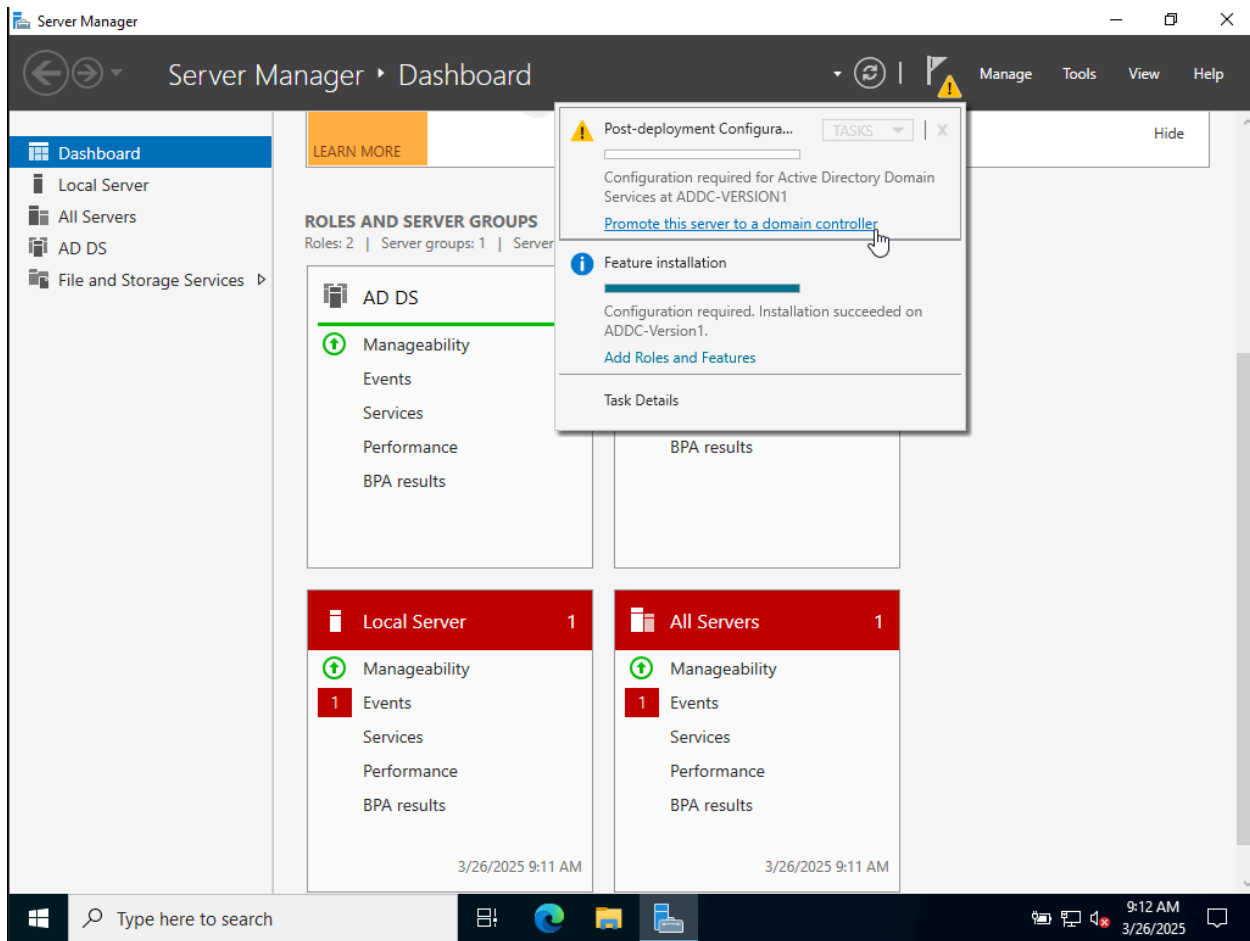 Server Manager
Server Manager ‣ Dashboard
Manage Tools View Help
Dashboard
Local Server
All Servers
AD DS
File and Storage Services
LEARN MORE
Hide
ROLES AND SERVER GROUPS
Roles: 2 | Server groups: 1 | Server
Post-deployment Configura...
TASKS
X
Configuration required for Active Directory Domain
Services at ADDC-VERSION1
Promote this server to a domain controller
Feature installation
Configuration required. Installation succeeded on
ADDC-Version1.
Add Roles and Features
Task Details
AD DS
Manageability
Events
Services
Performance
BPA results
BPA results
Local Server 1
Manageability
1 Events
Services
Performance
BPA results
3/26/2025 9:11 AM
All Servers 1
Manageability
1 Events
Services
Performance
BPA results
3/26/2025 9:11 AM
Type here to search
9:12 AM
3/26/2025